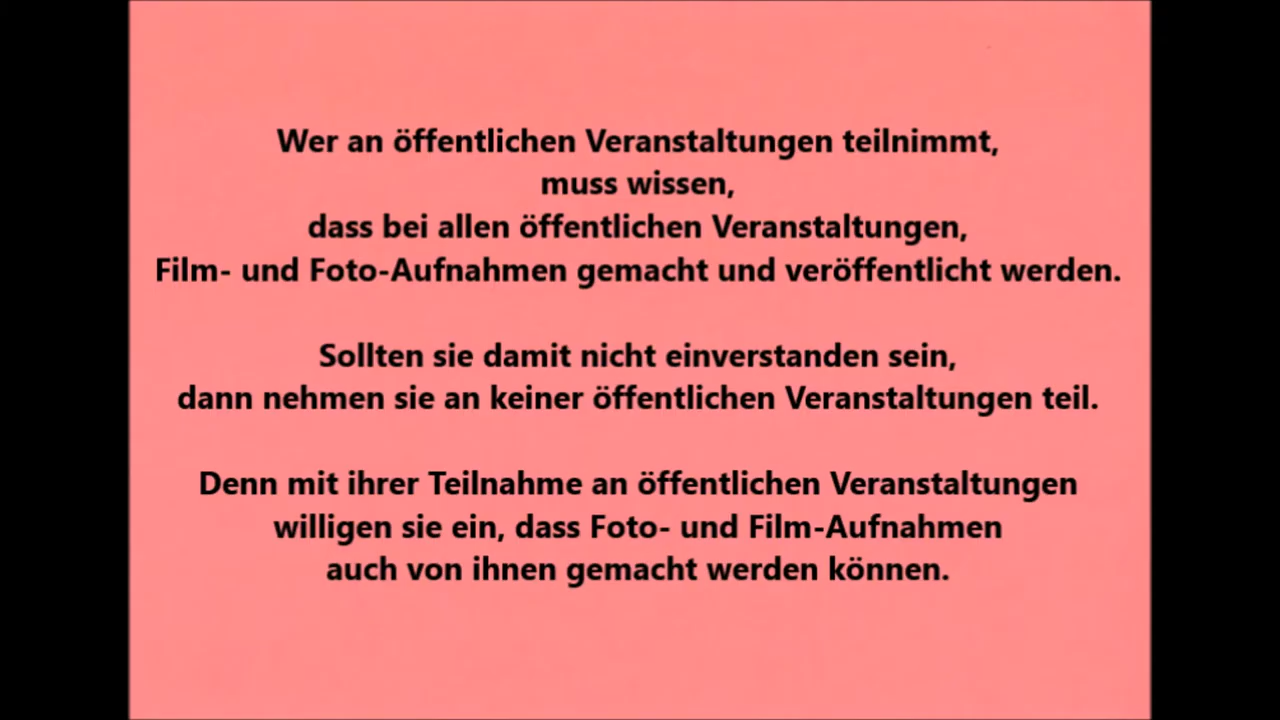 Wer an öffentlichen Veranstaltungen teilnimmt,
muss wissen,
dass bei allen öffentlichen Veranstaltungen,
Film- und Foto-Aufnahmen gemacht und veröffentlicht werden.
Sollten sie damit nicht einverstanden sein,
dann nehmen sie an keiner öffentlichen Veranstaltungen teil.
Denn mit ihrer Teilnahme an öffentlichen Veranstaltungen
willigen sie ein, dass Foto- und Film-Aufnahmen
auch von ihnen gemacht werden können.